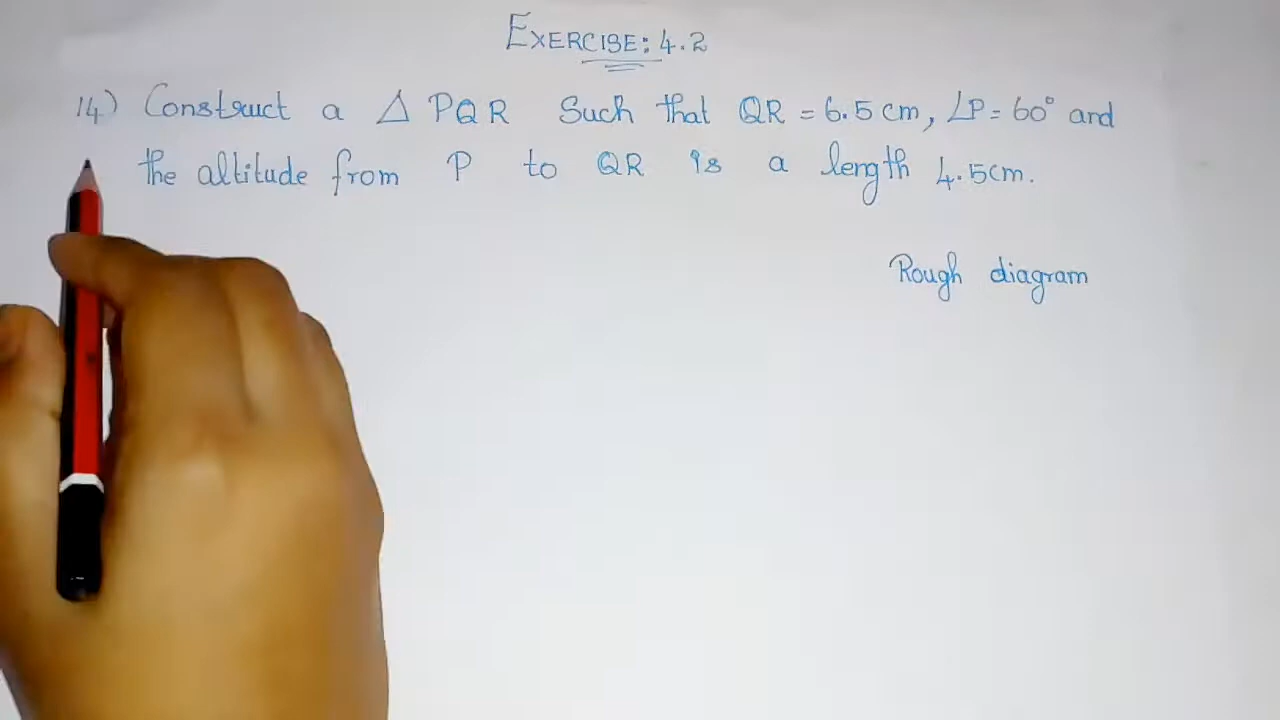 EXERCISE: 4.2
14) Construct a △ PQR Such that QR = 6.5 cm, ∠P = 60° and
the altitude from P to QR is a length 4.5cm.
Rough diagram